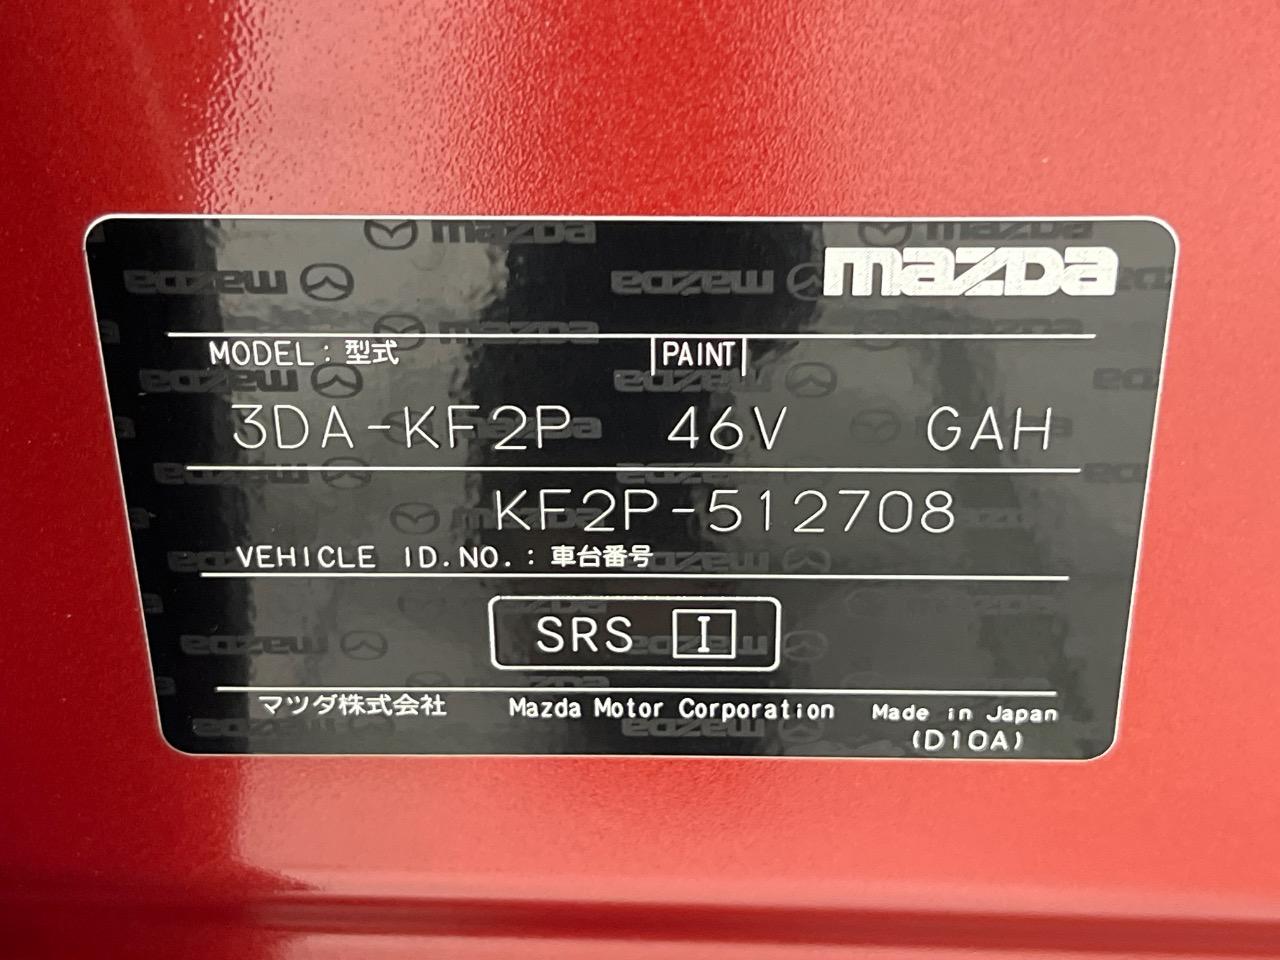 mazda
MODEL：型式 PAINT
3DA-KF2P 46V GAH
KF2P-512708
VEHICLE ID.NO.：車台番号
SRS I
マツダ株式会社 Mazda Motor Corporation Made in Japan
(D10A)